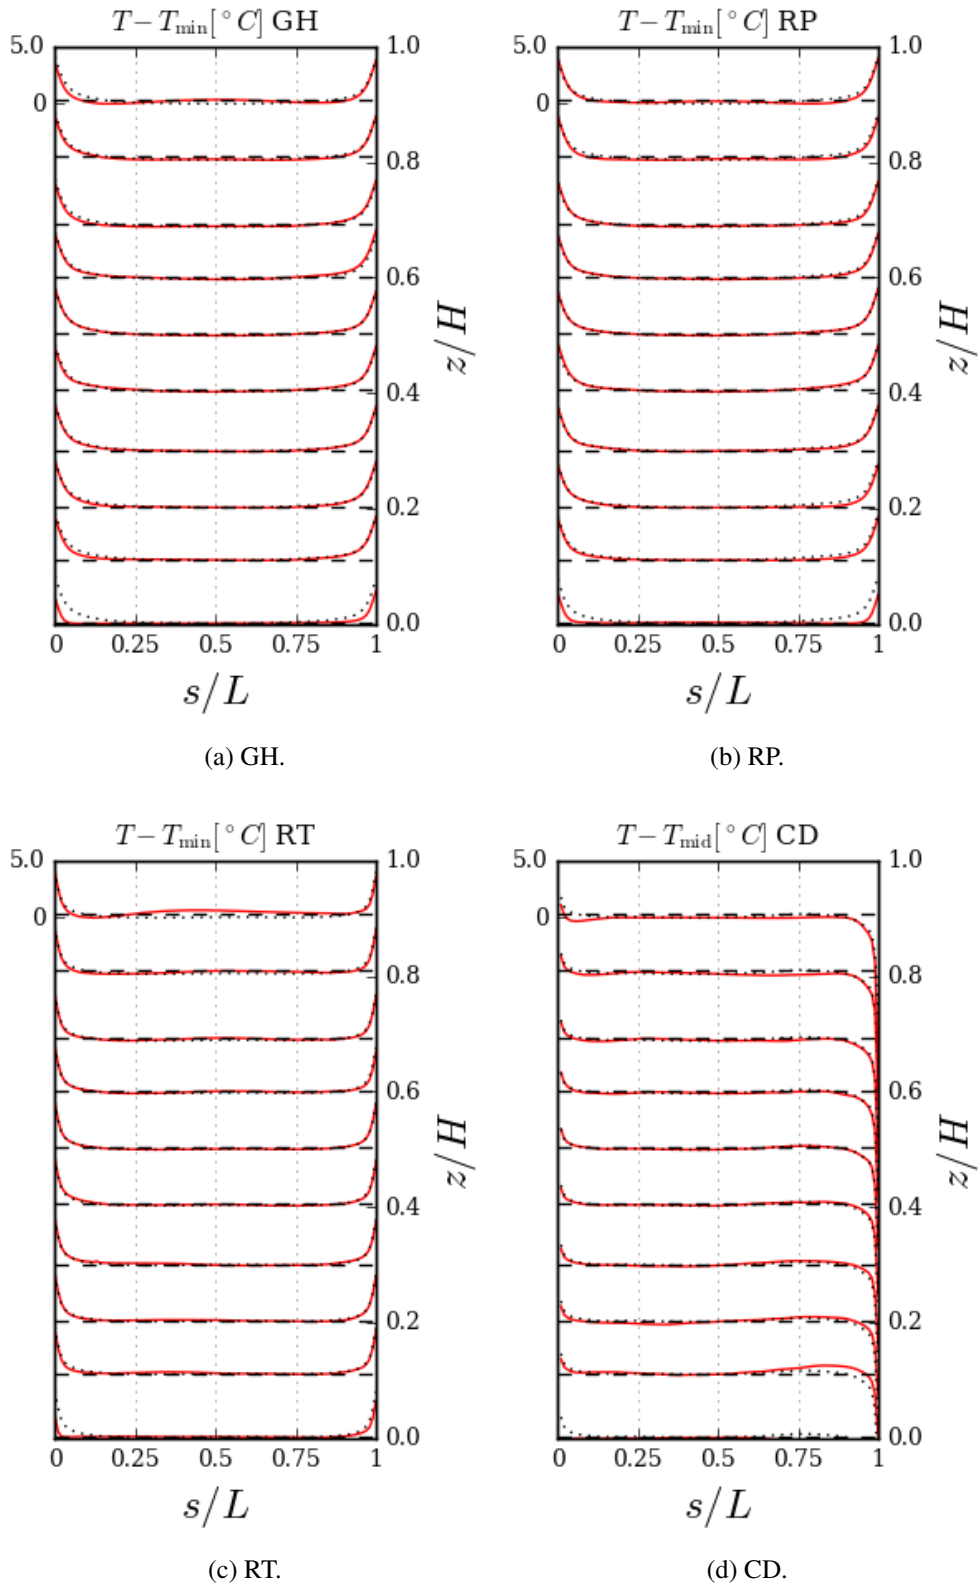 T − T_min[°C] GH
5.0
0
1.0
0.8
0.6
0.4
0.2
0.0
z/H
0 0.25 0.5 0.75 1
s/L
(a) GH.
T − T_min[°C] RP
5.0
0
1.0
0.8
0.6
0.4
0.2
0.0
z/H
0 0.25 0.5 0.75 1
s/L
(b) RP.
T − T_min[°C] RT
5.0
0
1.0
0.8
0.6
0.4
0.2
0.0
z/H
0 0.25 0.5 0.75 1
s/L
(c) RT.
T − T_mid[°C] CD
5.0
0
1.0
0.8
0.6
0.4
0.2
0.0
z/H
0 0.25 0.5 0.75 1
s/L
(d) CD.